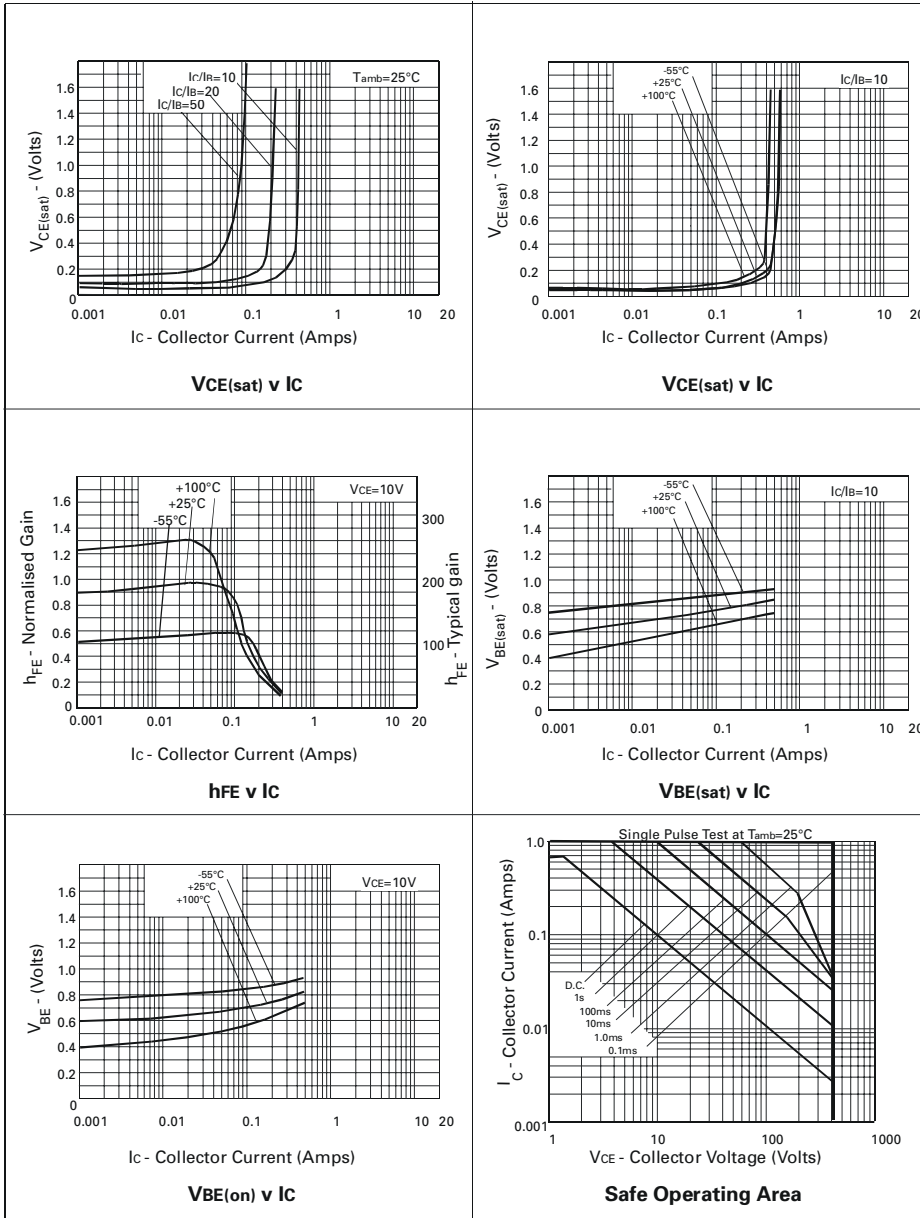 IC/IB=10
IC/IB=20
IC/IB=50
Tamb=25°C
VCE(sat) - (Volts)
1.6
1.4
1.2
1.0
0.8
0.6
0.4
0.2
0
0.001 0.01 0.1 1 10 20
IC - Collector Current (Amps)
VCE(sat) v IC
-55°C
+25°C
+100°C
IC/IB=10
VCE(sat) - (Volts)
1.6
1.4
1.2
1.0
0.8
0.6
0.4
0.2
0
0.001 0.01 0.1 1 10 20
IC - Collector Current (Amps)
VCE(sat) v IC
+100°C
+25°C
-55°C
VCE=10V
hFE - Normalised Gain
1.6
1.4
1.2
1.0
0.8
0.6
0.4
0.2
0
300
200
100
hFE - Typical gain
0.001 0.01 0.1 1 10 20
IC - Collector Current (Amps)
hFE v IC
-55°C
+25°C
+100°C
IC/IB=10
VBE(sat) - (Volts)
1.6
1.4
1.2
1.0
0.8
0.6
0.4
0.2
0
0.001 0.01 0.1 1 10 20
IC - Collector Current (Amps)
VBE(sat) v IC
-55°C
+25°C
+100°C
VCE=10V
VBE - (Volts)
1.6
1.4
1.2
1.0
0.8
0.6
0.4
0.2
0
0.001 0.01 0.1 1 10 20
IC - Collector Current (Amps)
VBE(on) v IC
Single Pulse Test at Tamb=25°C
IC - Collector Current (Amps)
1.0
0.1
0.01
0.001
D.C.
1s
100ms
10ms
1.0ms
0.1ms
1 10 100 1000
VCE - Collector Voltage (Volts)
Safe Operating Area